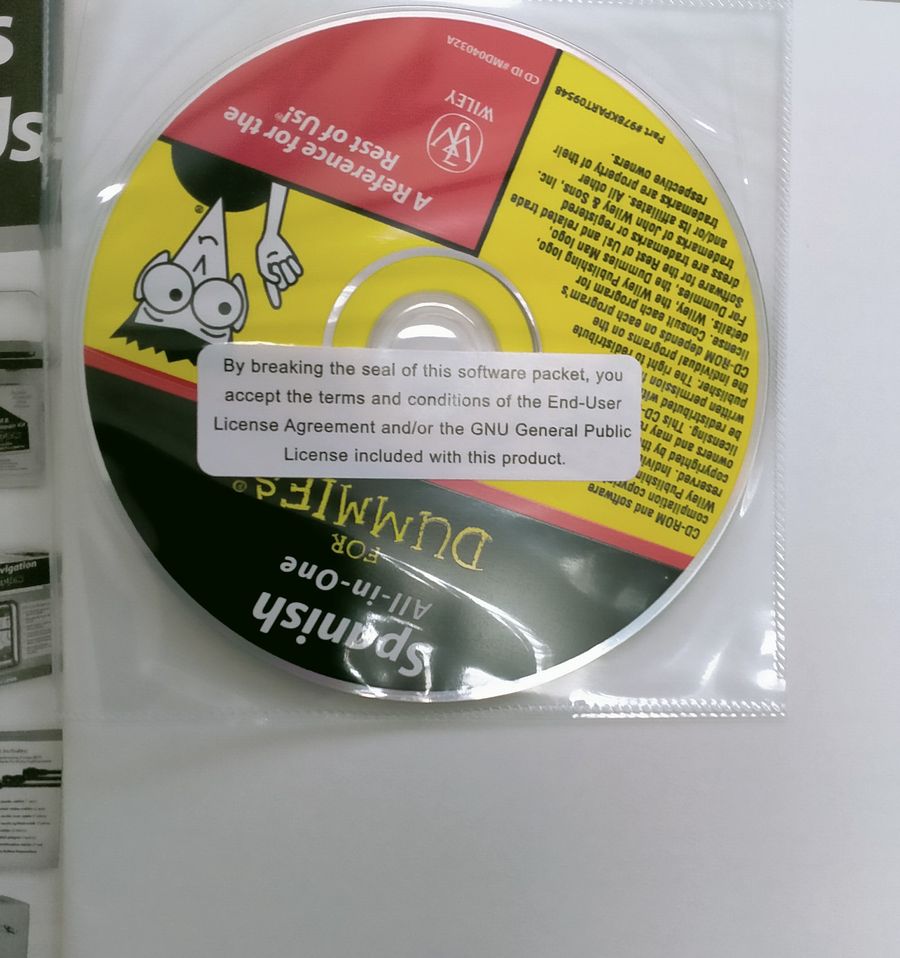 By breaking the seal of this software packet, you
accept the terms and conditions of the End-User
License Agreement and/or the GNU General Public
License included with this product.
Spanish
All-in-One
FOR
DUMMIES®
CD-ROM and software
compilation
Wiley Publishing
reserved.
copyrighted by the
owners and may
licensing. This CD-
be redistributed
written permission
publisher. The right to redistribute
the individual programs on the
CD-ROM depends on each program's
license. Consult each program for
details. Wiley, the Wiley Publishing logo,
For Dummies, the Dummies Man logo,
Software for the Rest of Us! and related trade
dress are trademarks or registered
trademarks of John Wiley & Sons, Inc.
and/or its affiliates. All other
trademarks are property of their
respective owners.
Part #978KPART09548
A Reference for the
Rest of Us!®
WILEY
CD ID #MD04032A